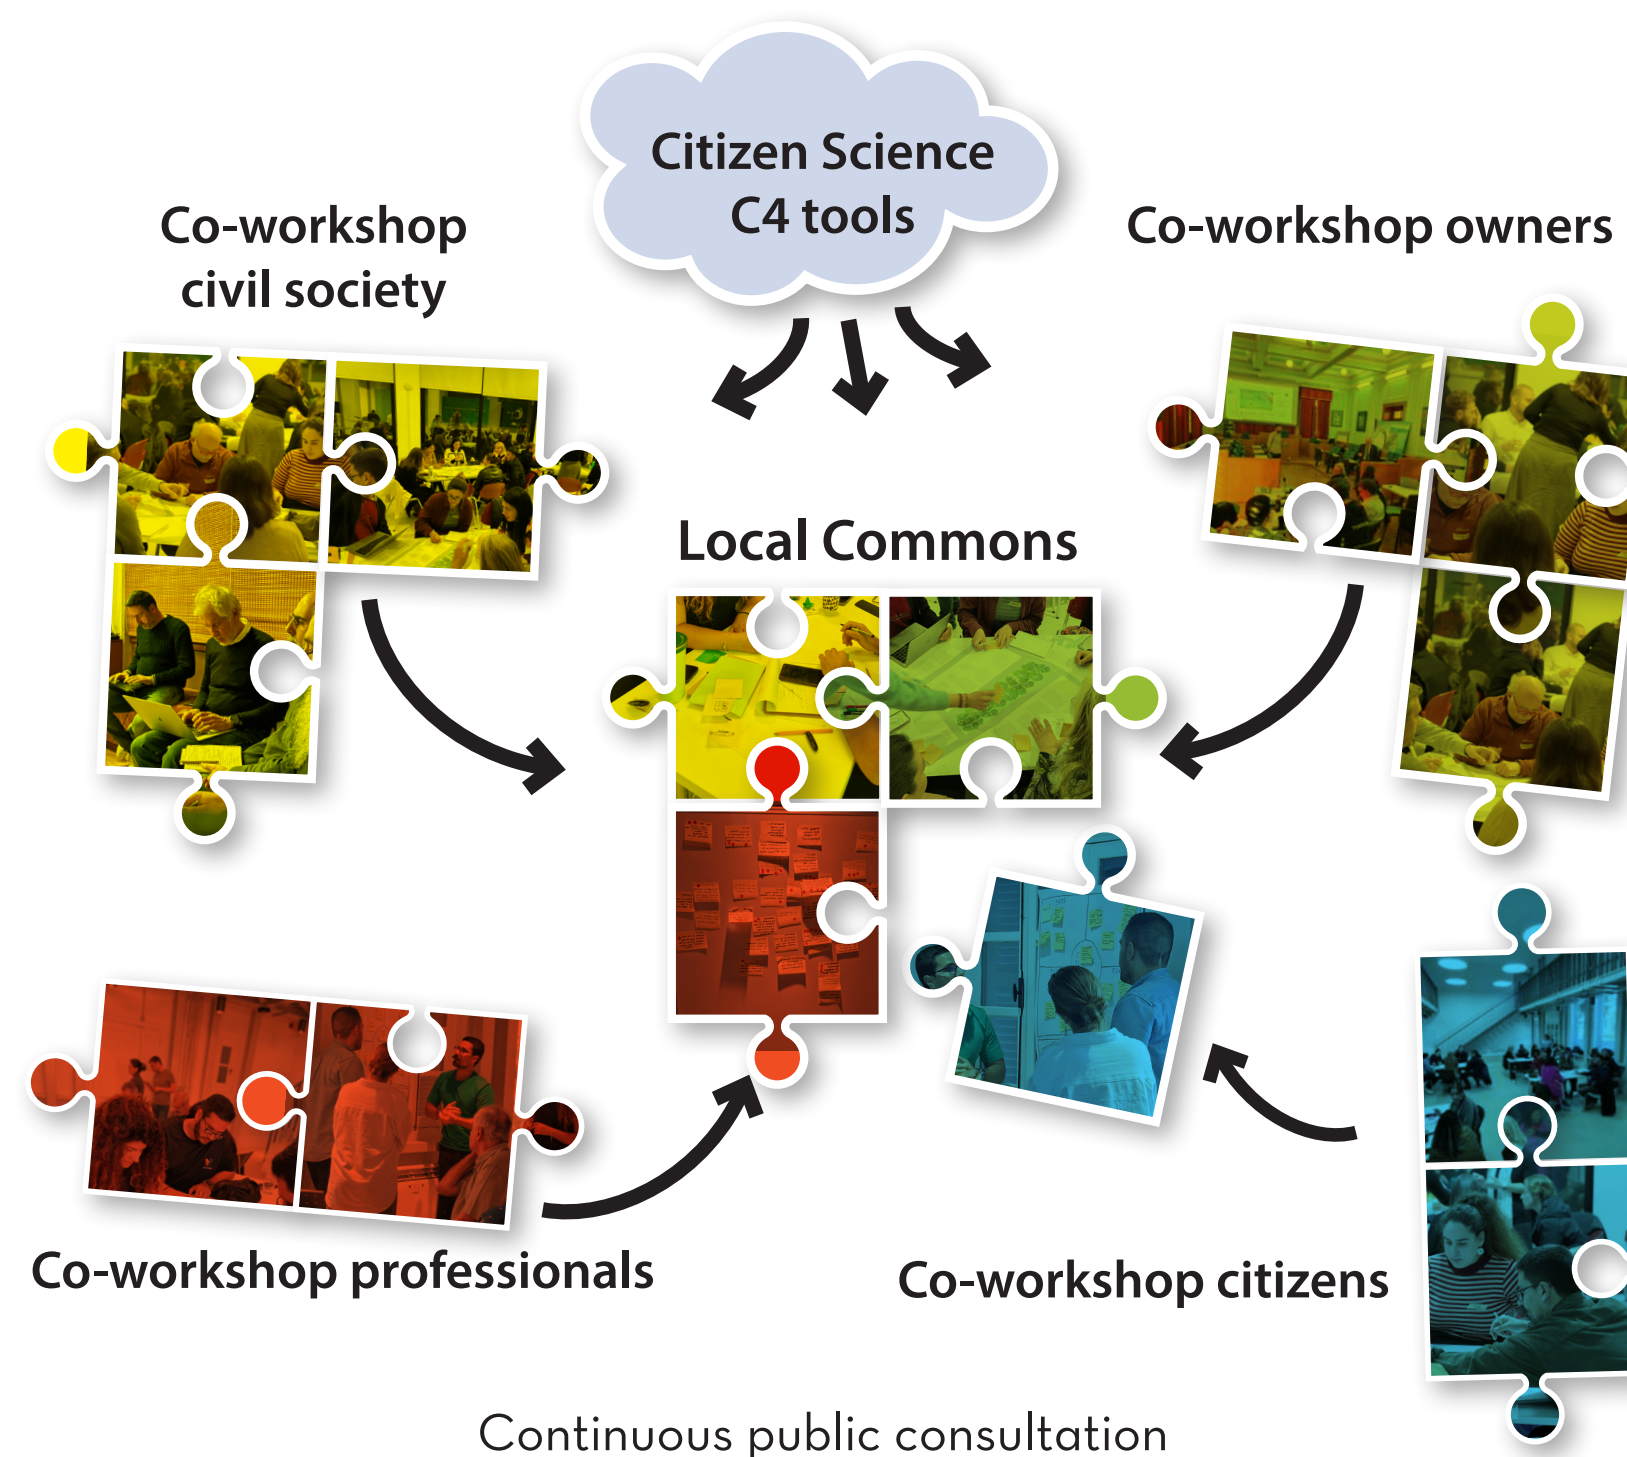 Citizen Science
C4 tools
Co-workshop
civil society
Co-workshop owners
Local Commons
Co-workshop professionals
Co-workshop citizens
Continuous public consultation